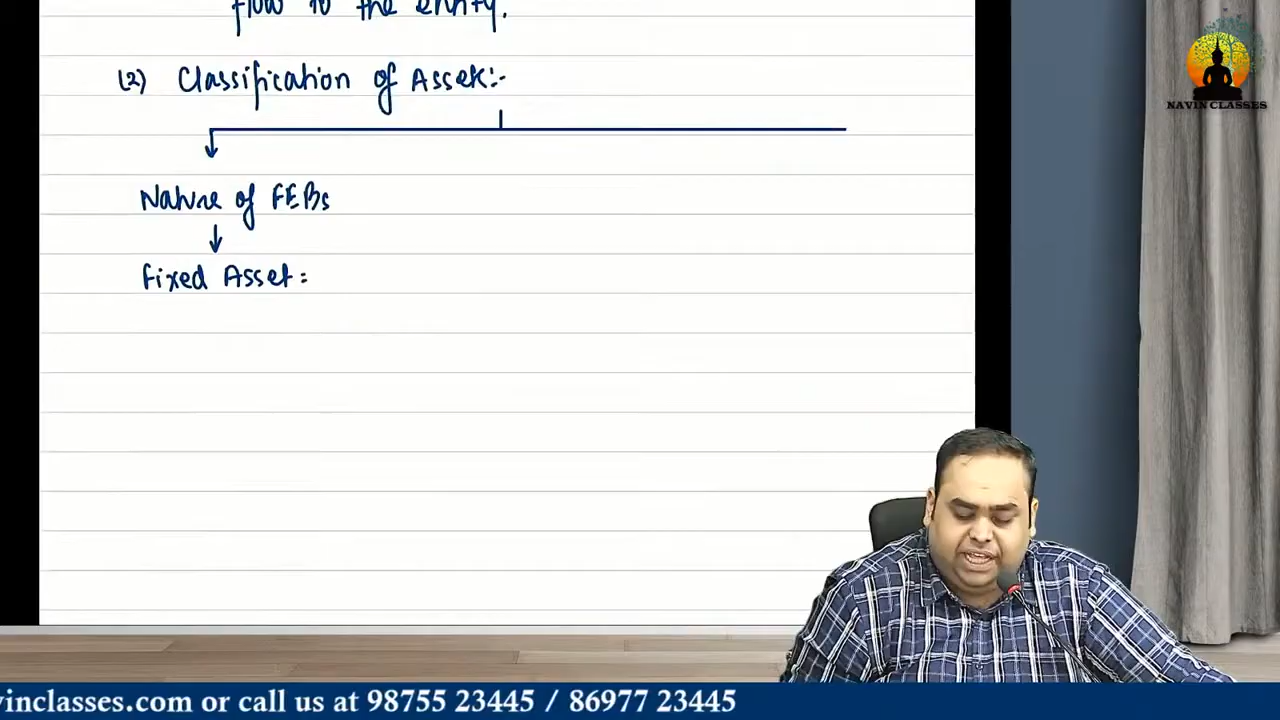 flow to the entity.
(2) Classification of Asset:-
Nature of FEBs
Fixed Asset :
NAVIN CLASSES
vinclasses.com or call us at 98755 23445 / 86977 23445